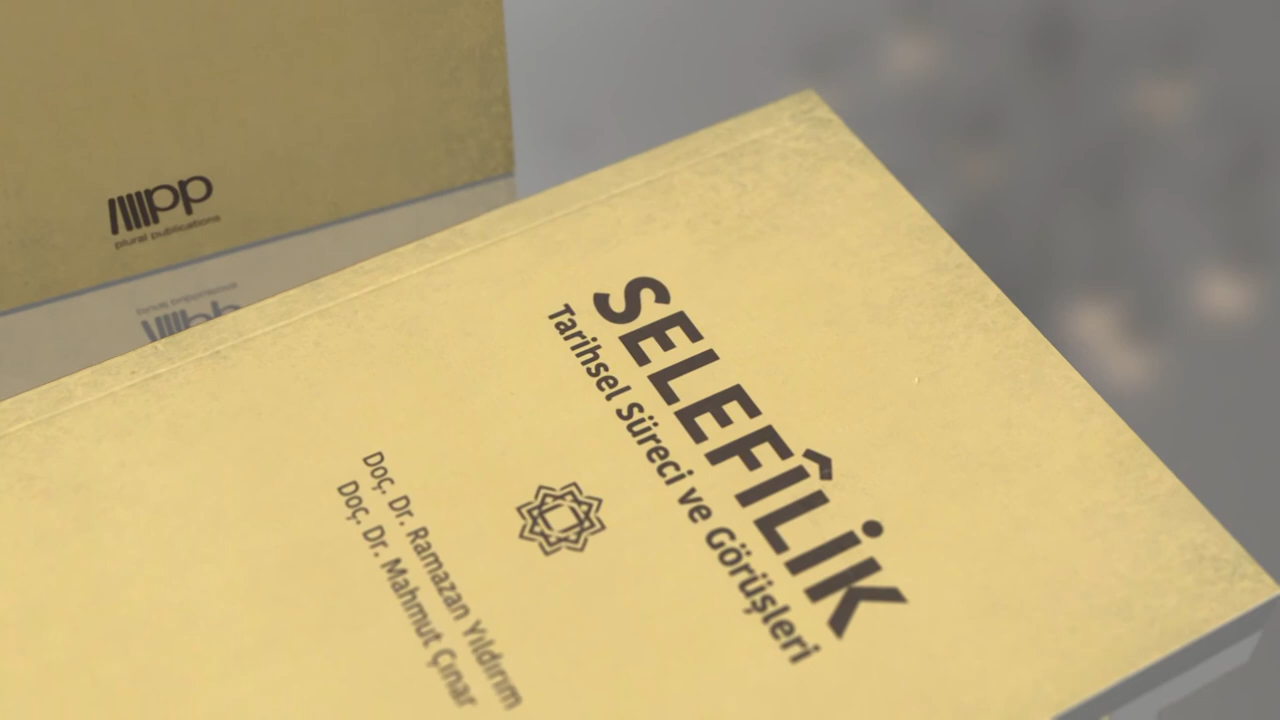 SELEFÎLİK
Tarihsel Süreci ve Görüşleri
Doç. Dr. Ramazan Yıldırım
Doç. Dr. Mahmut Çınar
pp
plural publications